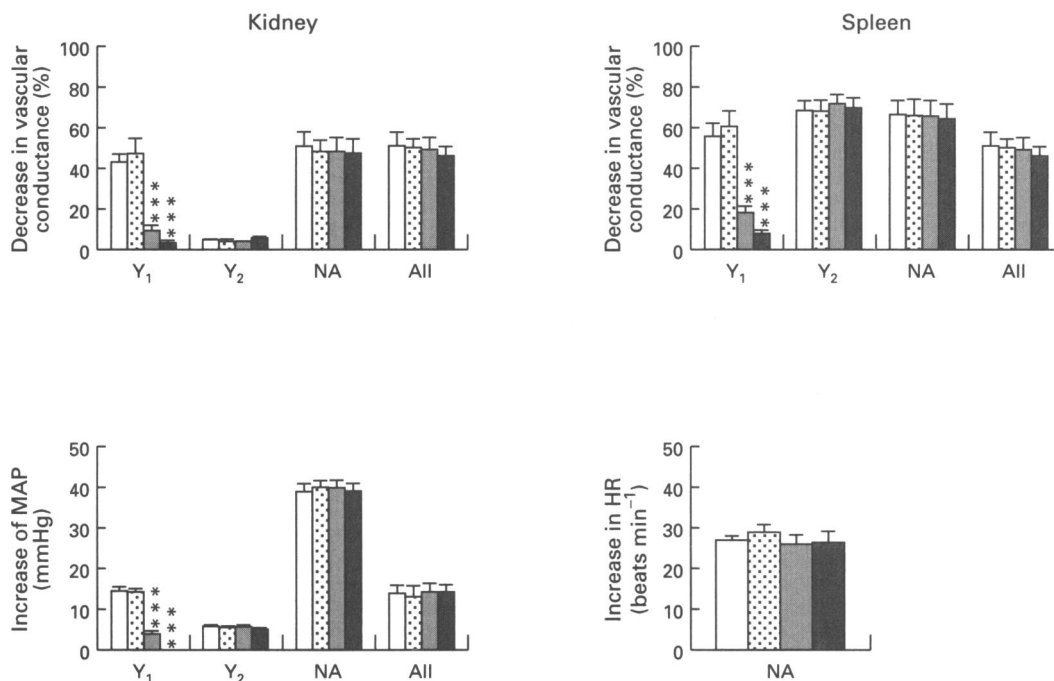 Kidney
Decrease in vascular
conductance (%)
100
80
60
40
20
0
***
***
Y₁
Y₂
NA
AII
Spleen
Decrease in vascular
conductance (%)
100
80
60
40
20
0
***
***
Y₁
Y₂
NA
AII
Increase of MAP
(mmHg)
50
40
30
20
10
0
***
***
Y₁
Y₂
NA
AII
Increase in HR
(beats min⁻¹)
50
40
30
20
10
0
NA